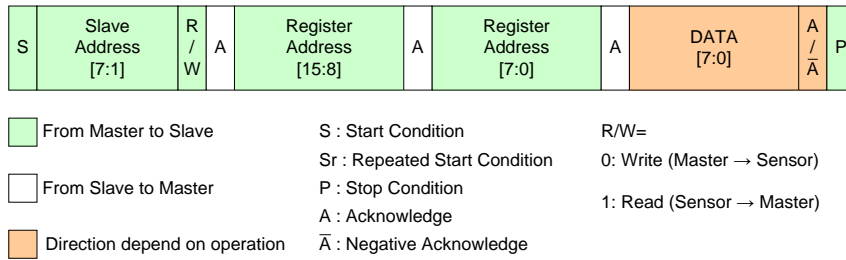 S
Slave
Address
[7:1]
R
/
W
A
Register
Address
[15:8]
A
Register
Address
[7:0]
A
DATA
[7:0]
A
/
A̅
P
From Master to Slave
From Slave to Master
Direction depend on operation
S : Start Condition
Sr : Repeated Start Condition
P : Stop Condition
A : Acknowledge
A̅ : Negative Acknowledge
R/W=
0: Write (Master → Sensor)
1: Read (Sensor → Master)